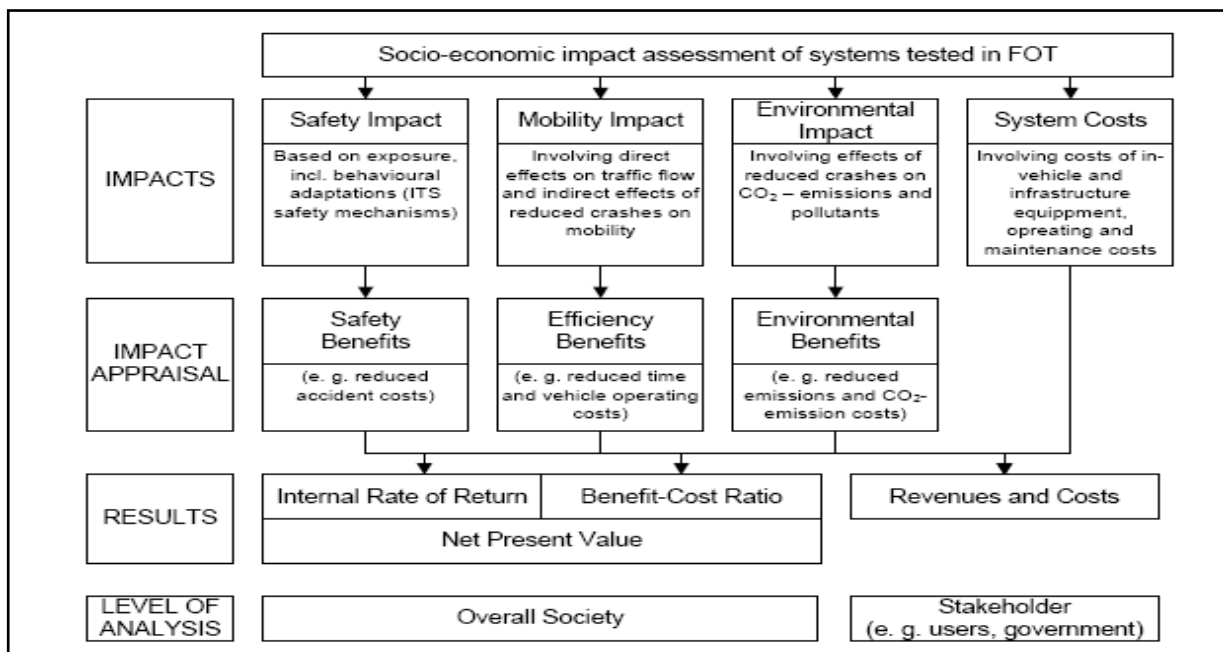 Socio-economic impact assessment of systems tested in FOT
IMPACTS
Safety Impact
Based on exposure,
incl. behavioural
adaptations (ITS
safety mechanisms)
Mobility Impact
Involving direct
effects on traffic flow
and indirect effects of
reduced crashes on
mobility
Environmental
Impact
Involving effects of
reduced crashes on
CO₂ – emissions and
pollutants
System Costs
Involving costs of in-
vehicle and
infrastructure
equippment,
opreating and
maintenance costs
IMPACT
APPRAISAL
Safety
Benefits
(e. g. reduced
accident costs)
Efficiency
Benefits
(e. g. reduced time
and vehicle operating
costs)
Environmental
Benefits
(e. g. reduced
emissions and CO₂-
emission costs)
RESULTS
Internal Rate of Return
Benefit-Cost Ratio
Net Present Value
Revenues and Costs
LEVEL OF
ANALYSIS
Overall Society
Stakeholder
(e. g. users, government)